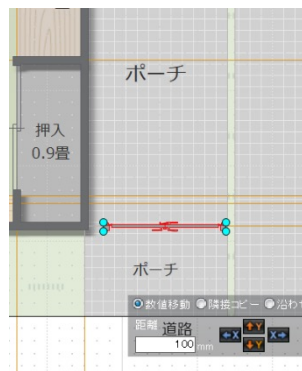 ポーチ
押入
0.9畳
ポーチ
数値移動 隣接コピー 沿わせ
距離 道路
100 mm
←X ↑Y ↓Y X→